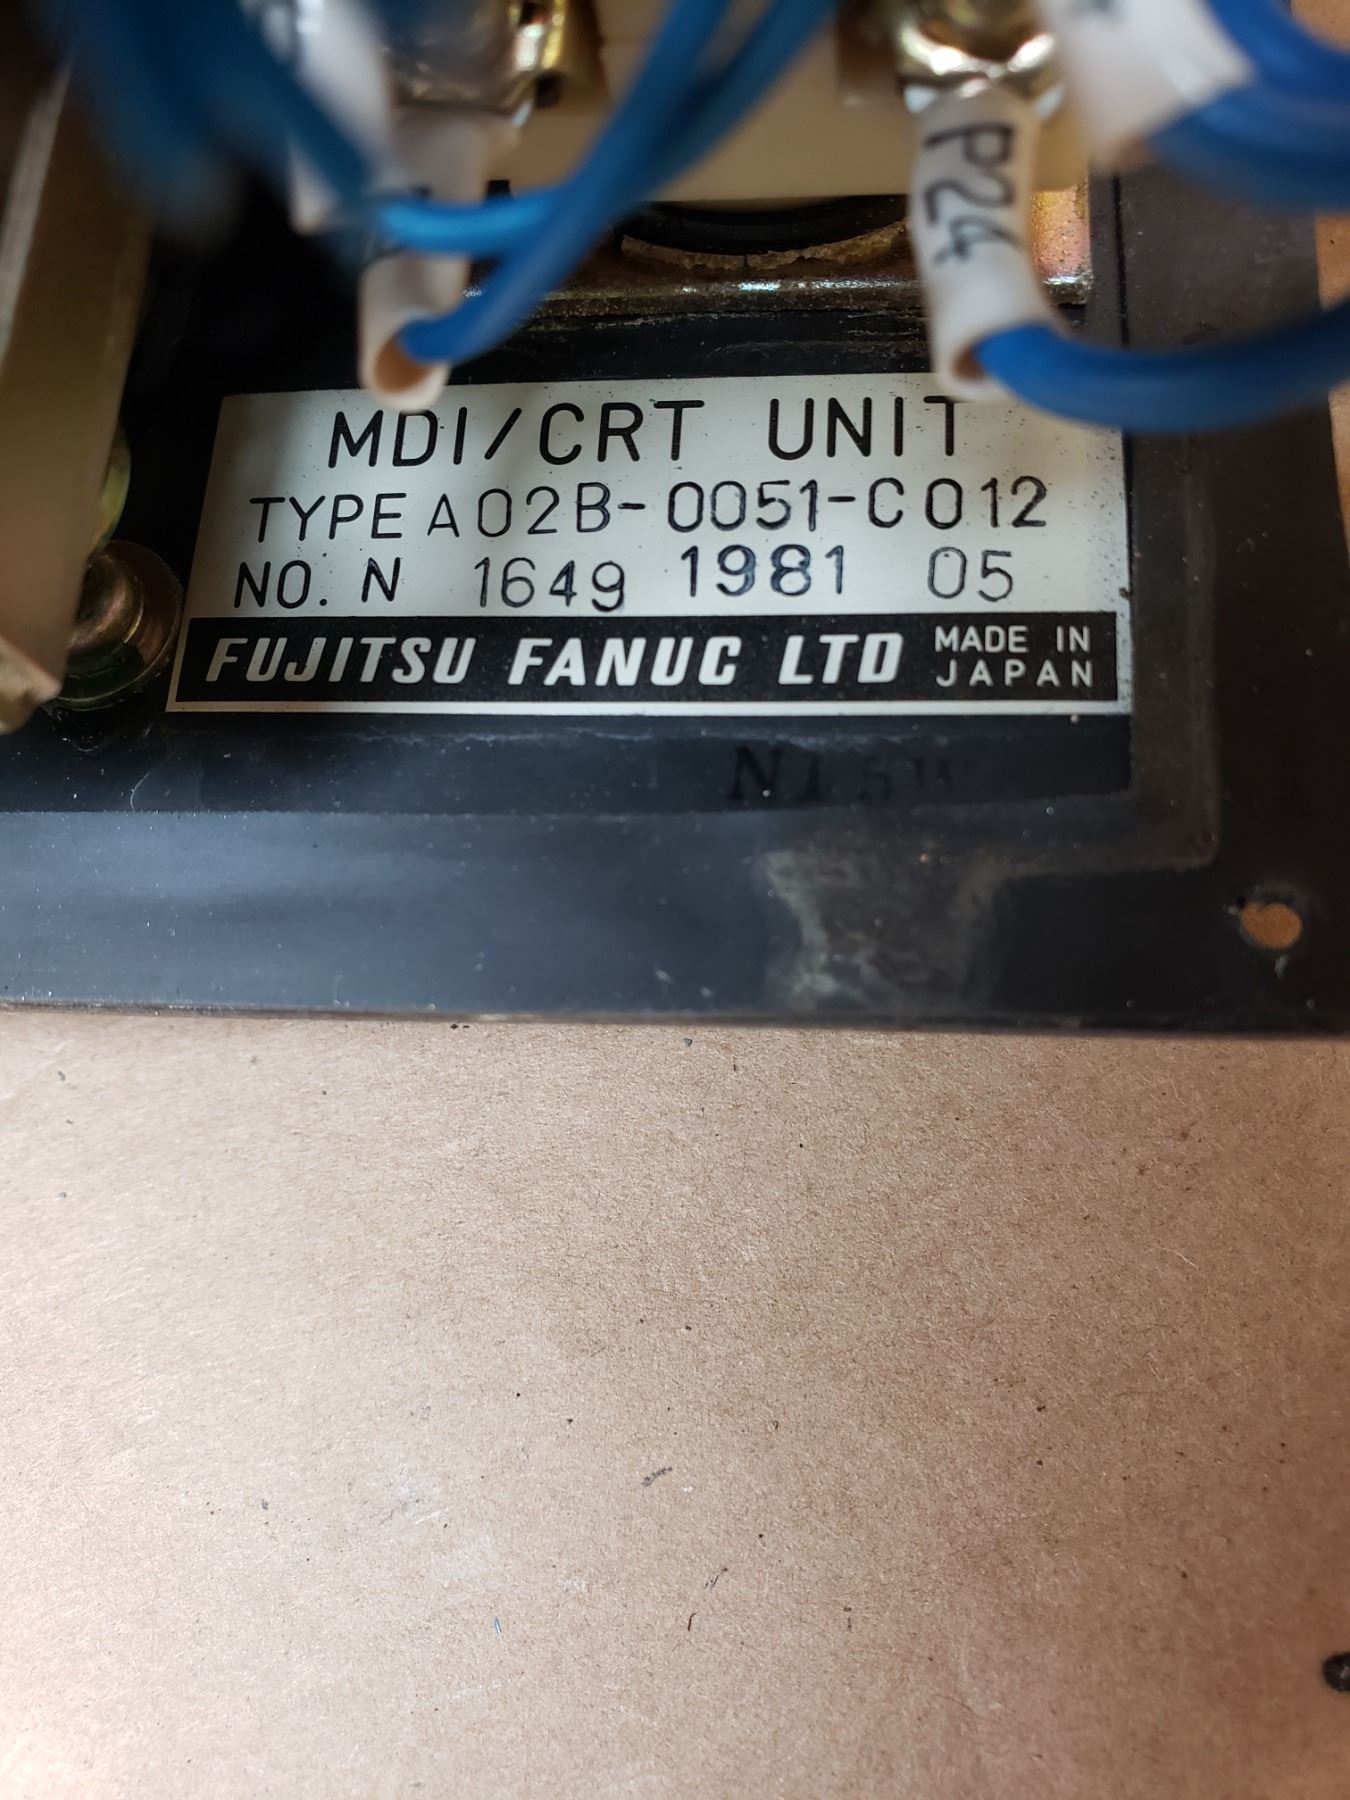 P24
MDI/CRT UNIT
TYPE A02B-0051-C012
NO. N 1649 1981 05
FUJITSU FANUC LTD MADE IN
JAPAN